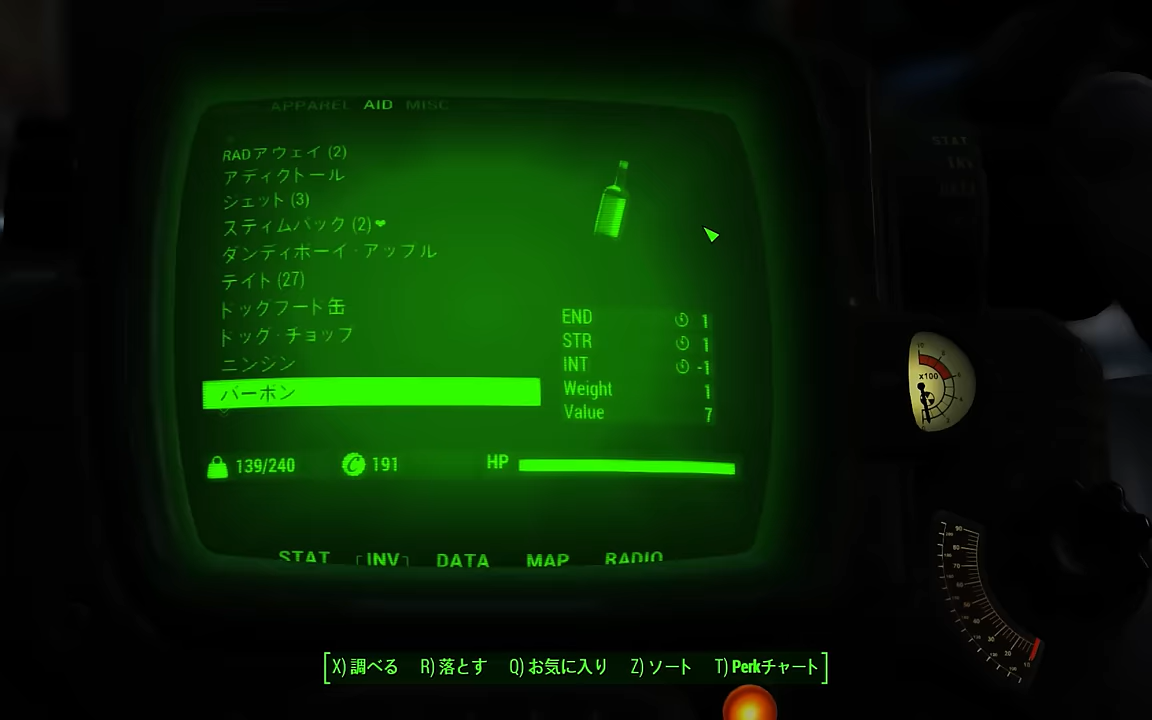 APPAREL AID MISC
RADアウェイ (2)
アディクトール
ジェット (3)
スティムパック (2)❤
ダンディボーイ・アップル
テイト (27)
ドッグフード缶
ドッグ・チョップ
ニンジン
バーボン
END 1
STR 1
INT -1
Weight 1
Value 7
139/240 191 HP
STAT INV DATA MAP RADIO
X) 調べる R) 落とす Q) お気に入り Z) ソート T) Perkチャート
STAT
INV
DATA
x100